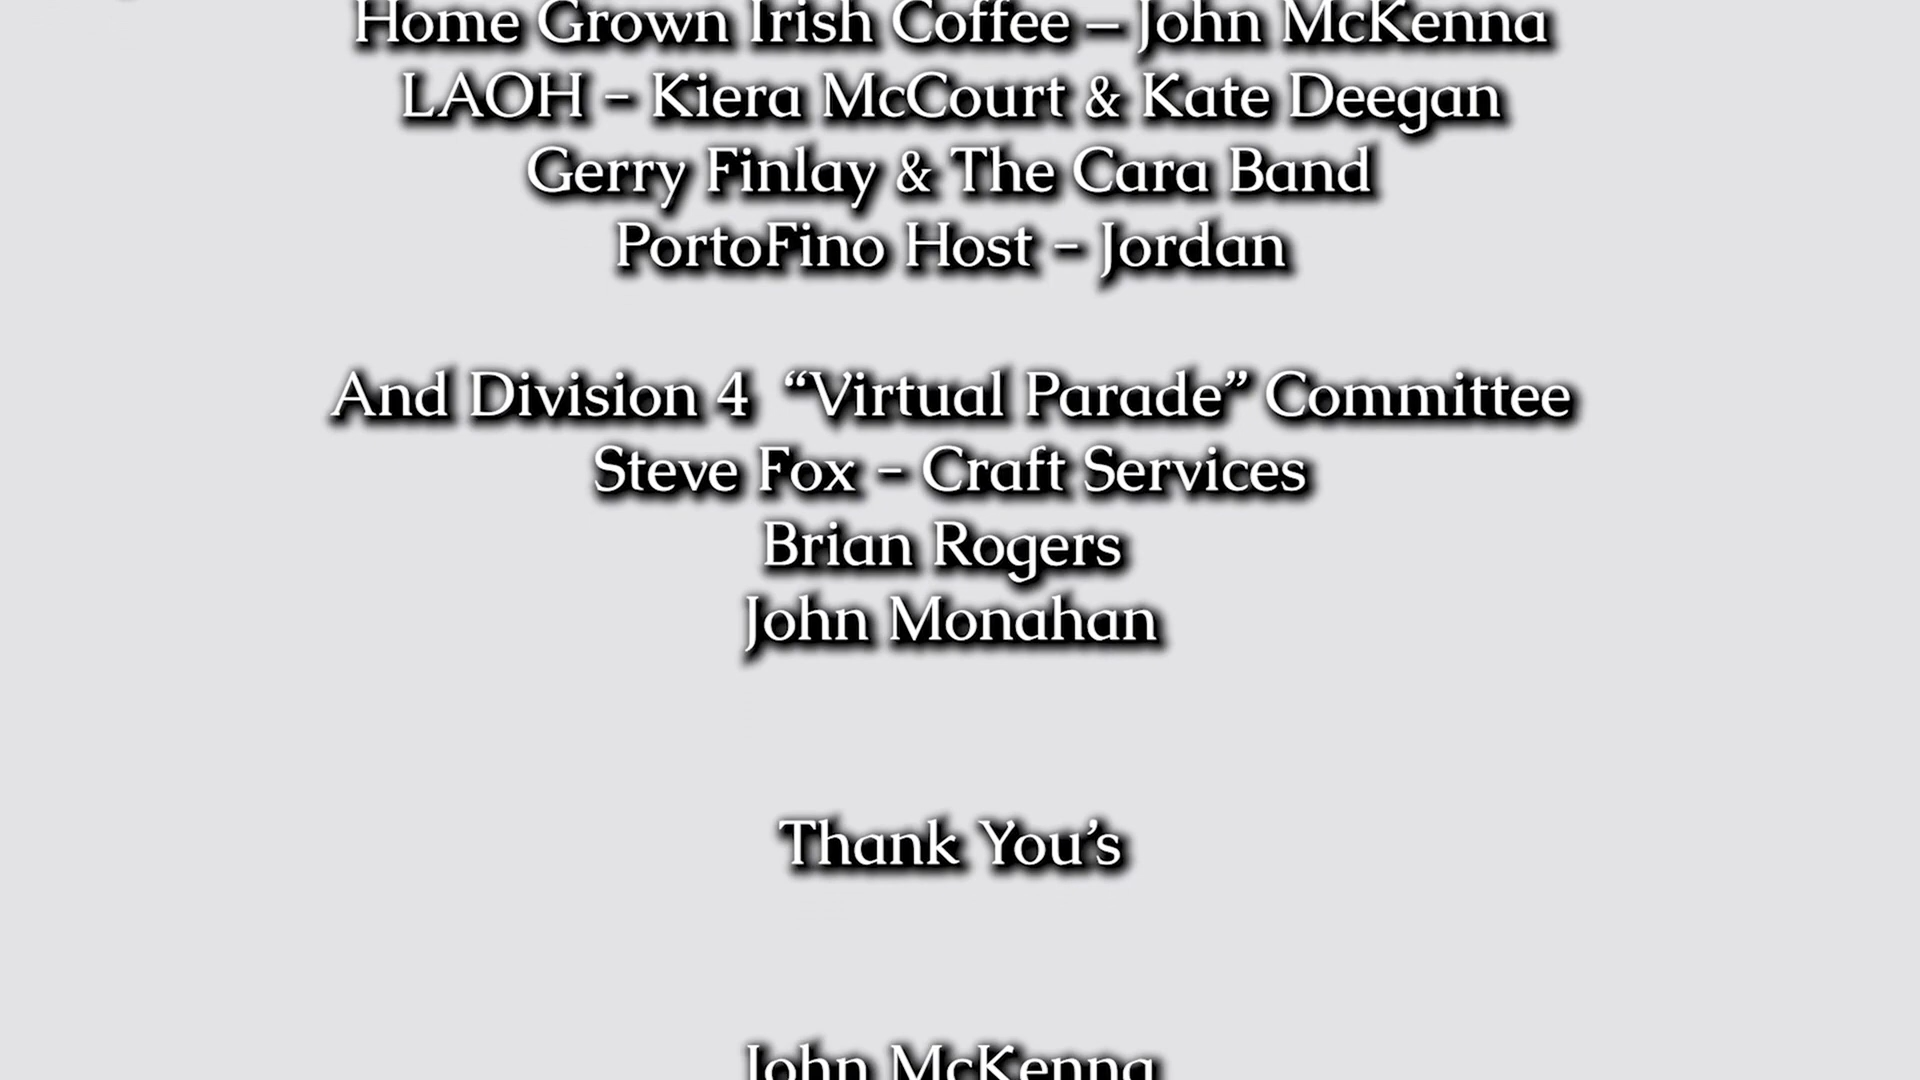 Home Grown Irish Coffee – John McKenna
LAOH - Kiera McCourt & Kate Deegan
Gerry Finlay & The Cara Band
PortoFino Host - Jordan
And Division 4 “Virtual Parade” Committee
Steve Fox - Craft Services
Brian Rogers
John Monahan
Thank You’s
John McKenna